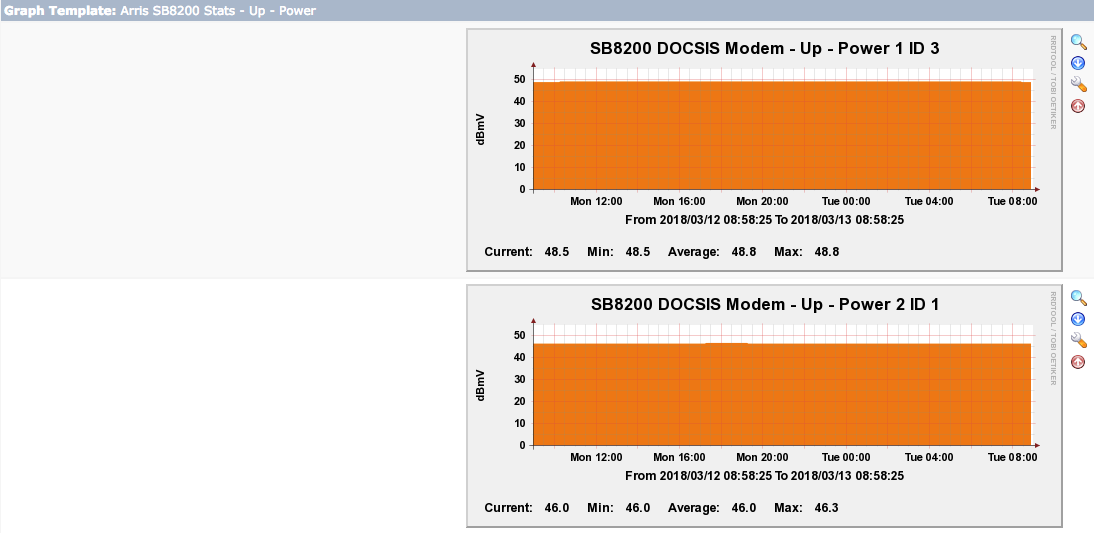 Graph Template: Arris SB8200 Stats - Up - Power
SB8200 DOCSIS Modem - Up - Power 1 ID 3
RRDTOOL / TOBI OETIKER
dBmV
50
40
30
20
10
0
Mon 12:00 Mon 16:00 Mon 20:00 Tue 00:00 Tue 04:00 Tue 08:00
From 2018/03/12 08:58:25 To 2018/03/13 08:58:25
Current: 48.5 Min: 48.5 Average: 48.8 Max: 48.8
SB8200 DOCSIS Modem - Up - Power 2 ID 1
RRDTOOL / TOBI OETIKER
dBmV
50
40
30
20
10
0
Mon 12:00 Mon 16:00 Mon 20:00 Tue 00:00 Tue 04:00 Tue 08:00
From 2018/03/12 08:58:25 To 2018/03/13 08:58:25
Current: 46.0 Min: 46.0 Average: 46.0 Max: 46.3